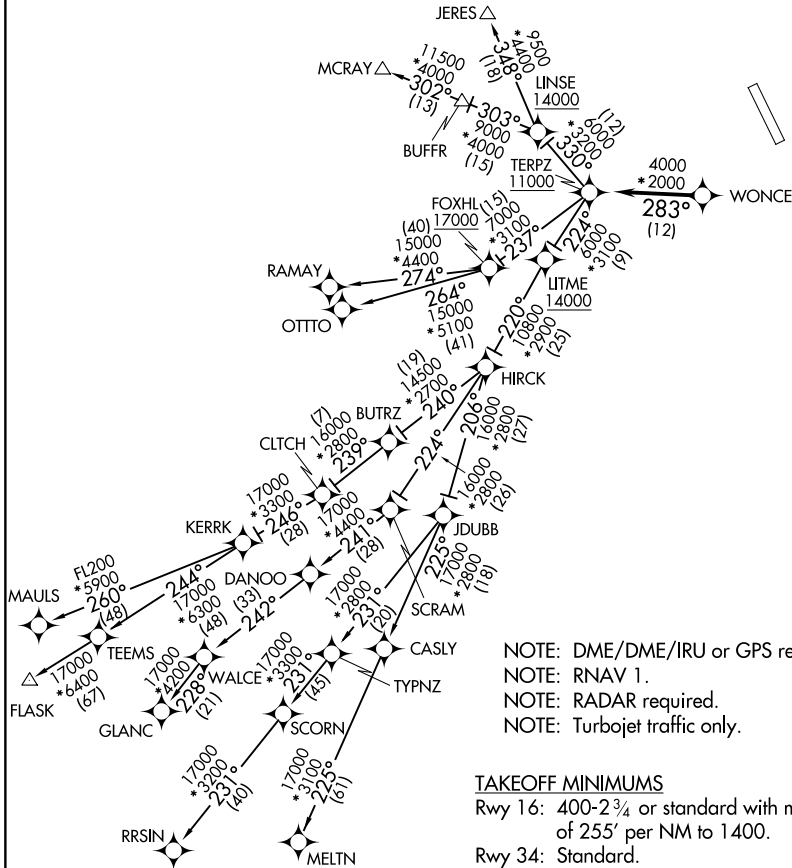 JERES
9500
*4400
348°
(18)
11500
*4000
302°
(13)
MCRAY
LINSE
14000
303°
9000
*4000
(15)
BUFFR
(12)
6000
*3200
330°
TERPZ
11000
4000
*2000
283°
(12)
WONCE
FOXHL
17000
(15)
7000
*3100
237°
224°
6000
*3100
(9)
(40)
15000
*4400
274°
RAMAY
OTTTO
264°
15000
*5100
(41)
LITME
14000
220°
10800
*2900
(25)
HIRCK
(19)
14500
*2700
240°
BUTRZ
206°
16000
*2800
(27)
(7)
16000
*2800
239°
CLTCH
224°
16000
*2800
(26)
17000
*3300
246°
(28)
KERRK
17000
*4400
241°
(28)
JDUBB
SCRAM
225°
17000
*2800
(18)
FL200
*5900
260°
(48)
MAULS
244°
17000
*6300
(48)
DANOO
(33)
242°
17000
*2800
231°
(20)
CASLY
TEEMS
17000
*6400
(67)
FLASK
17000
*4200
228°
(21)
WALCE
GLANC
17000
*3300
231°
(45)
TYPNZ
SCORN
17000
*3200
231°
(40)
RRSIN
17000
*3100
225°
(61)
MELTN
NOTE: DME/DME/IRU or GPS re
NOTE: RNAV 1.
NOTE: RADAR required.
NOTE: Turbojet traffic only.
TAKEOFF MINIMUMS
Rwy 16: 400-2¾ or standard with m
of 255' per NM to 1400.
Rwy 34: Standard.